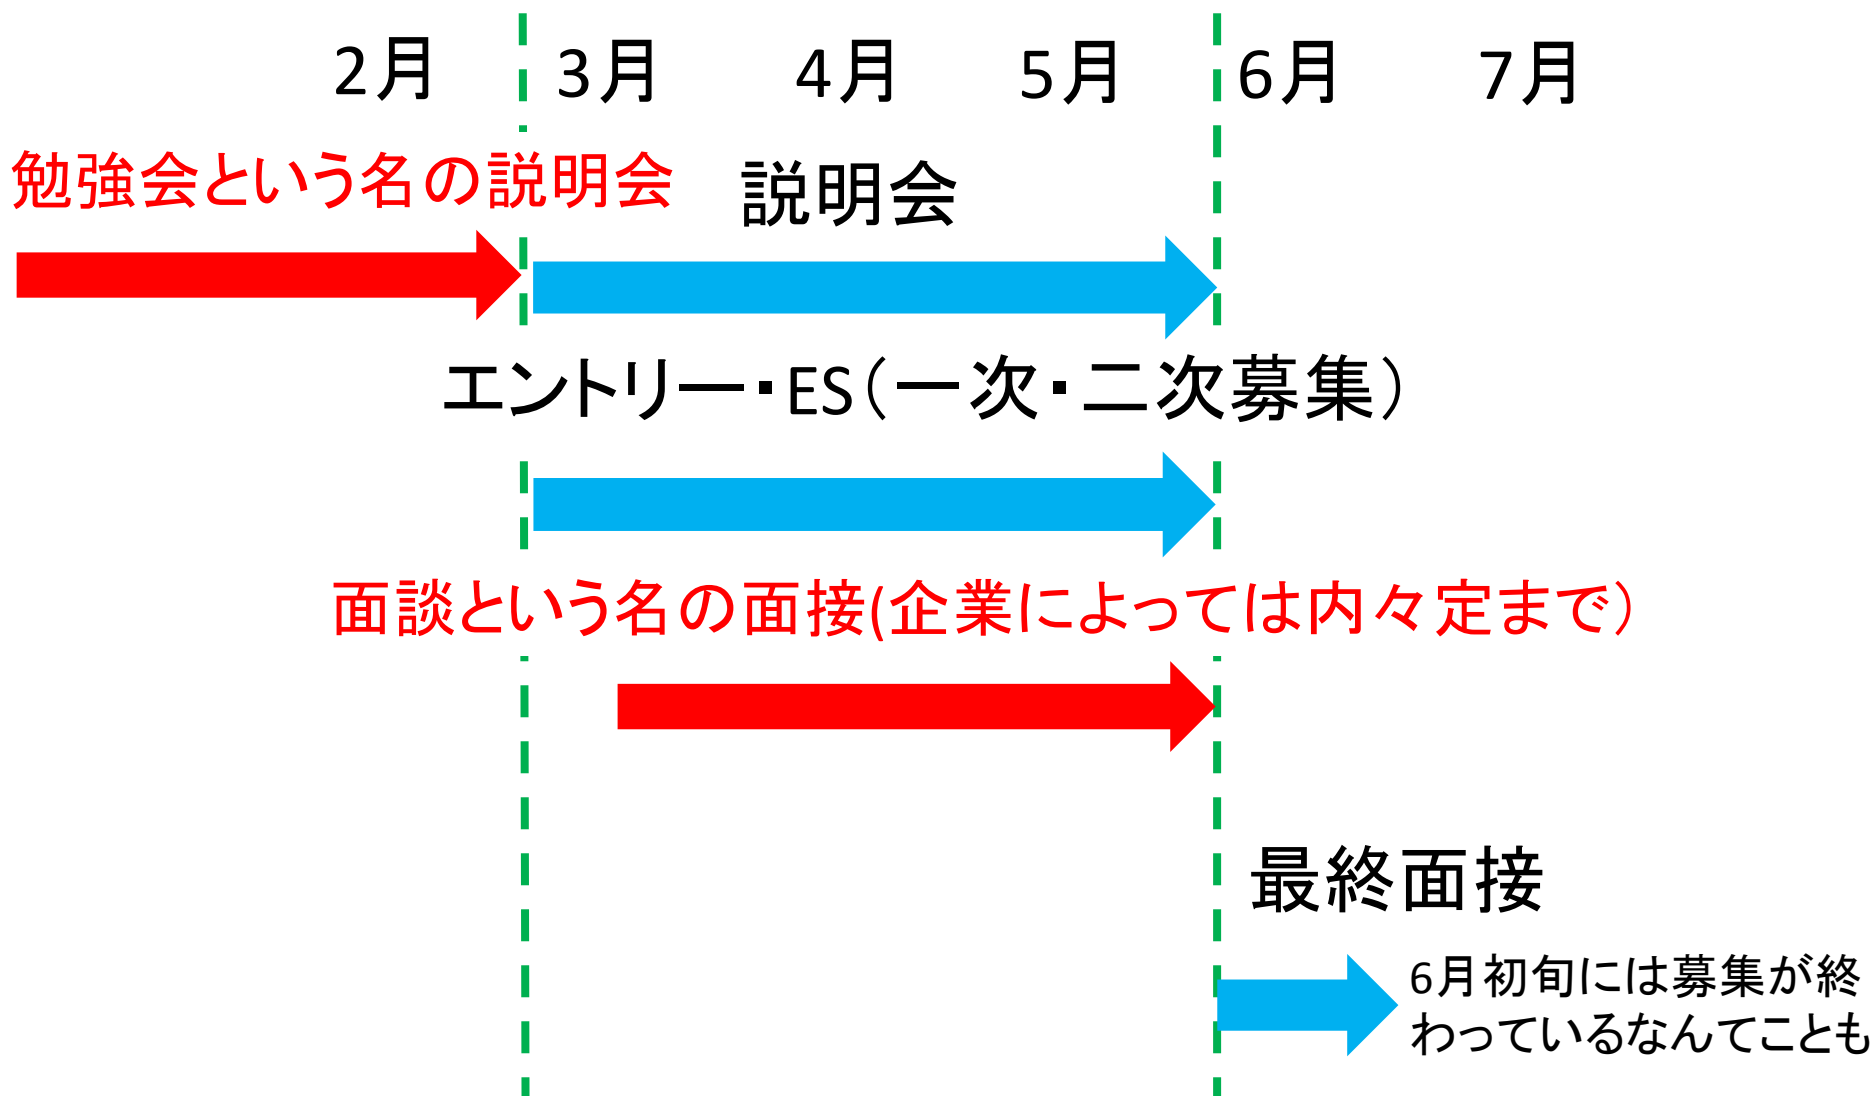 2月 3月 4月 5月 6月 7月
勉強会という名の説明会
説明会
エントリー・ES（一次・二次募集）
面談という名の面接(企業によっては内々定まで）
最終面接
6月初旬には募集が終
わっているなんてことも